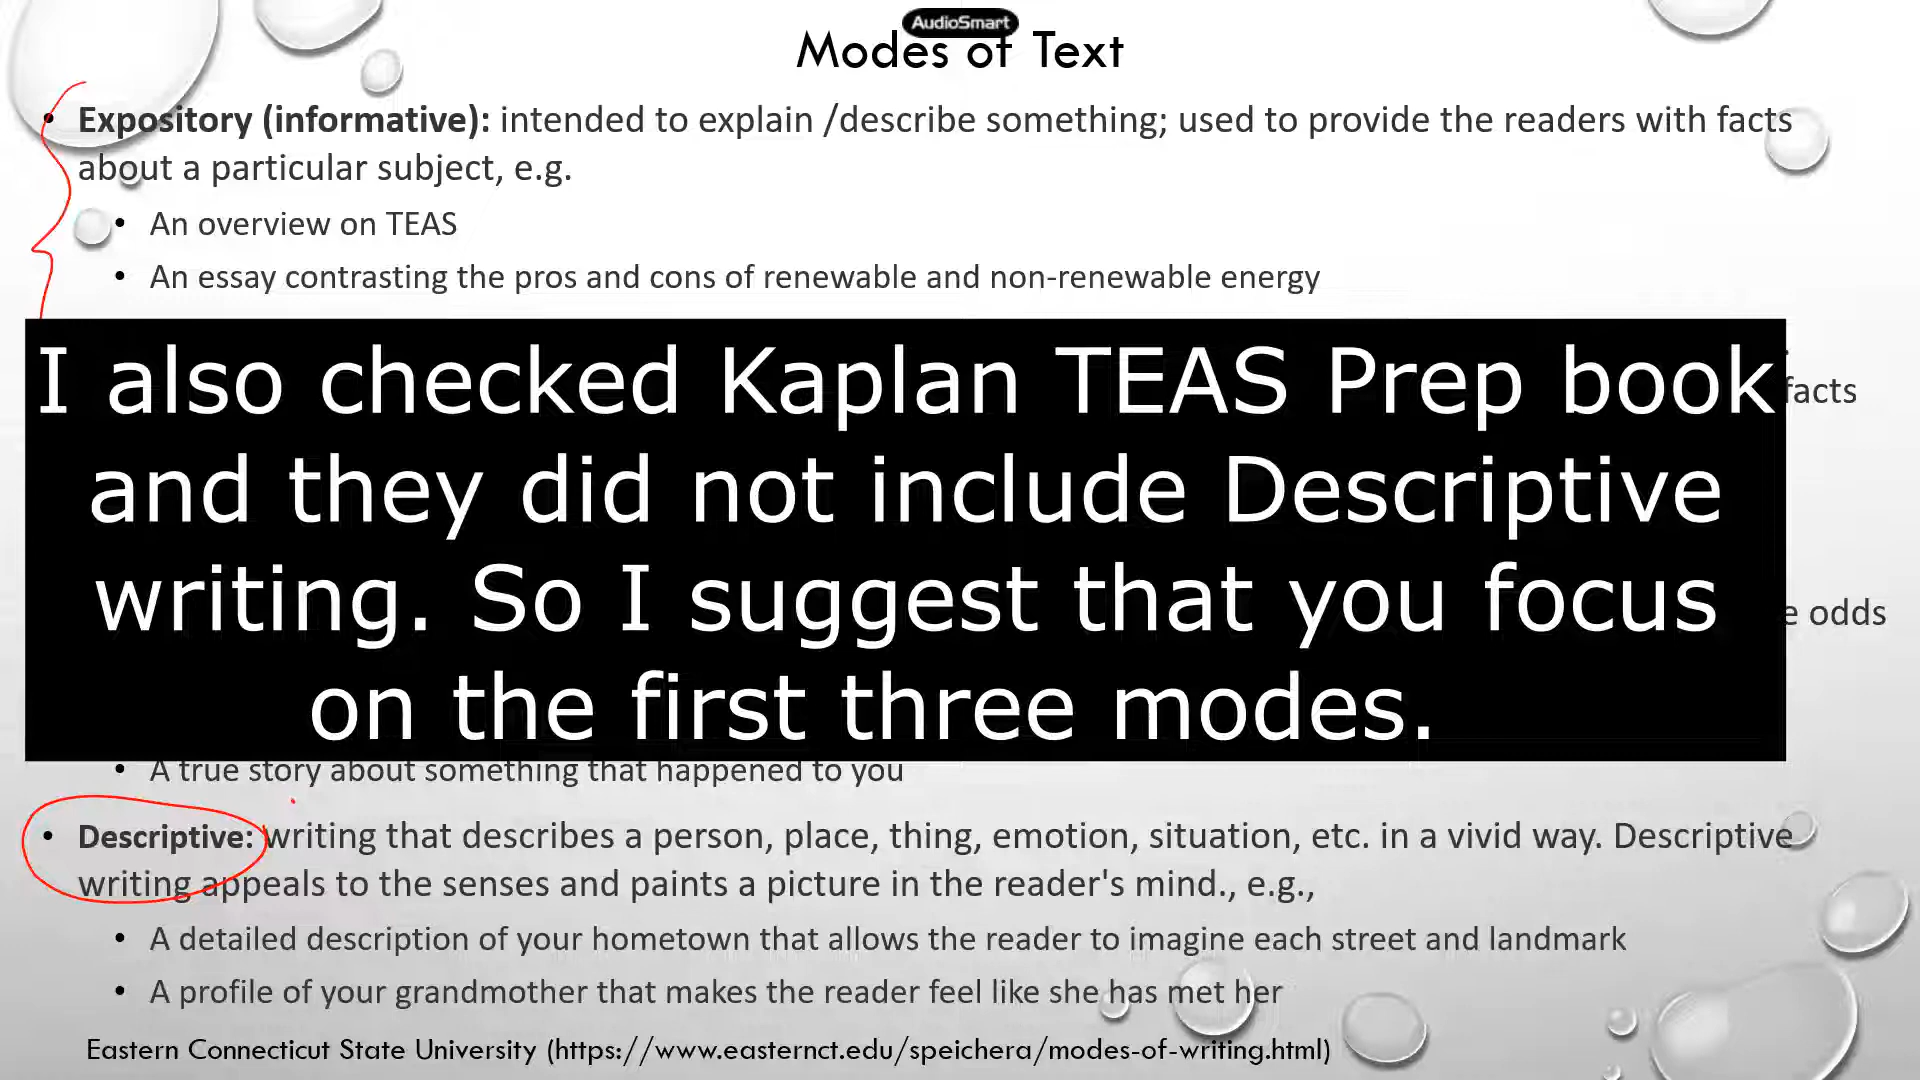 AudioSmart
Modes of Text
• Expository (informative): intended to explain /describe something; used to provide the readers with facts
about a particular subject, e.g.
• An overview on TEAS
• An essay contrasting the pros and cons of renewable and non-renewable energy
I also checked Kaplan TEAS Prep book
facts
and they did not include Descriptive
writing. So I suggest that you focus
e odds
on the first three modes.
• A true story about something that happened to you
• Descriptive: writing that describes a person, place, thing, emotion, situation, etc. in a vivid way. Descriptive
writing appeals to the senses and paints a picture in the reader's mind., e.g.,
• A detailed description of your hometown that allows the reader to imagine each street and landmark
• A profile of your grandmother that makes the reader feel like she has met her
Eastern Connecticut State University (https://www.easternct.edu/speichera/modes-of-writing.html)